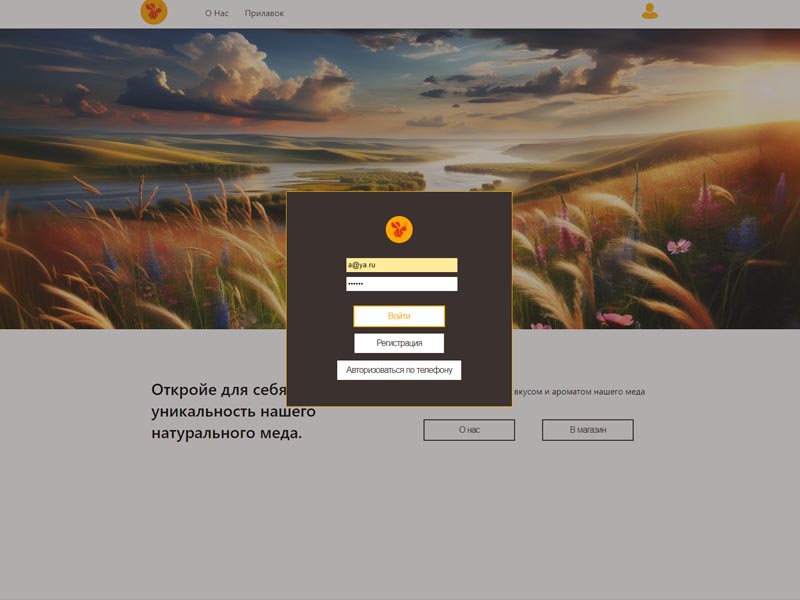 О Нас
Прилавок
a@ya.ru
••••••
Войти
Регистрация
Авторизоваться по телефону
Откройе для себя
уникальность нашего
натурального меда.
вкусом и ароматом нашего меда
О нас
В магазин